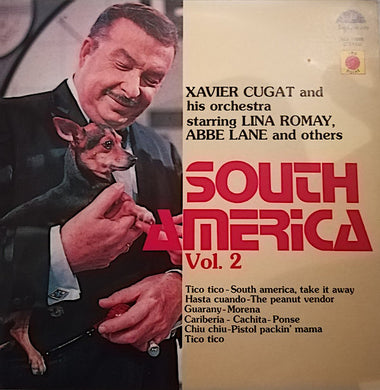 XAVIER CUGAT and
his orchestra
starring LINA ROMAY,
ABBE LANE and others
SOUTH
AMERICA
Vol. 2
Tico tico-South america, take it away
Hasta cuando-The peanut vendor
Guarany-Morena
Cariberia - Cachita-Ponse
Chiu chiu-Pistol packin' mama
Tico tico